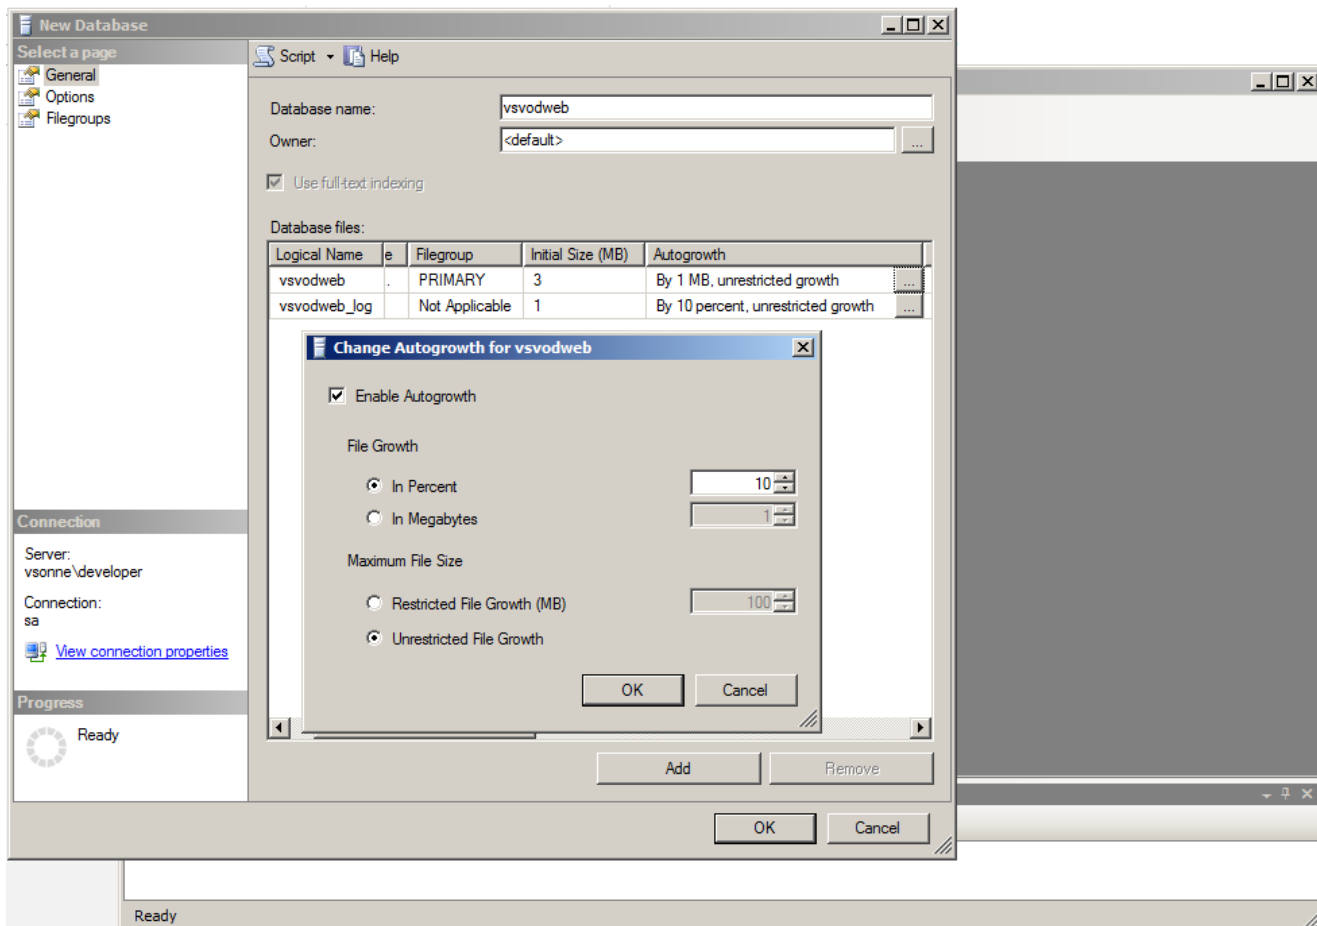 New Database
Select a page
General
Options
Filegroups
Script
Help
Database name:
vsvodweb
Owner:
<default>
...
Use full-text indexing
Database files:
Logical Name e Filegroup Initial Size (MB) Autogrowth
vsvodweb . PRIMARY 3 By 1 MB, unrestricted growth ...
vsvodweb_log Not Applicable 1 By 10 percent, unrestricted growth ...
Change Autogrowth for vsvodweb
Enable Autogrowth
File Growth
In Percent 10
In Megabytes 1
Maximum File Size
Restricted File Growth (MB) 100
Unrestricted File Growth
OK Cancel
Connection
Server:
vsonne\developer
Connection:
sa
View connection properties
Progress
Ready
Add Remove
OK Cancel
Ready